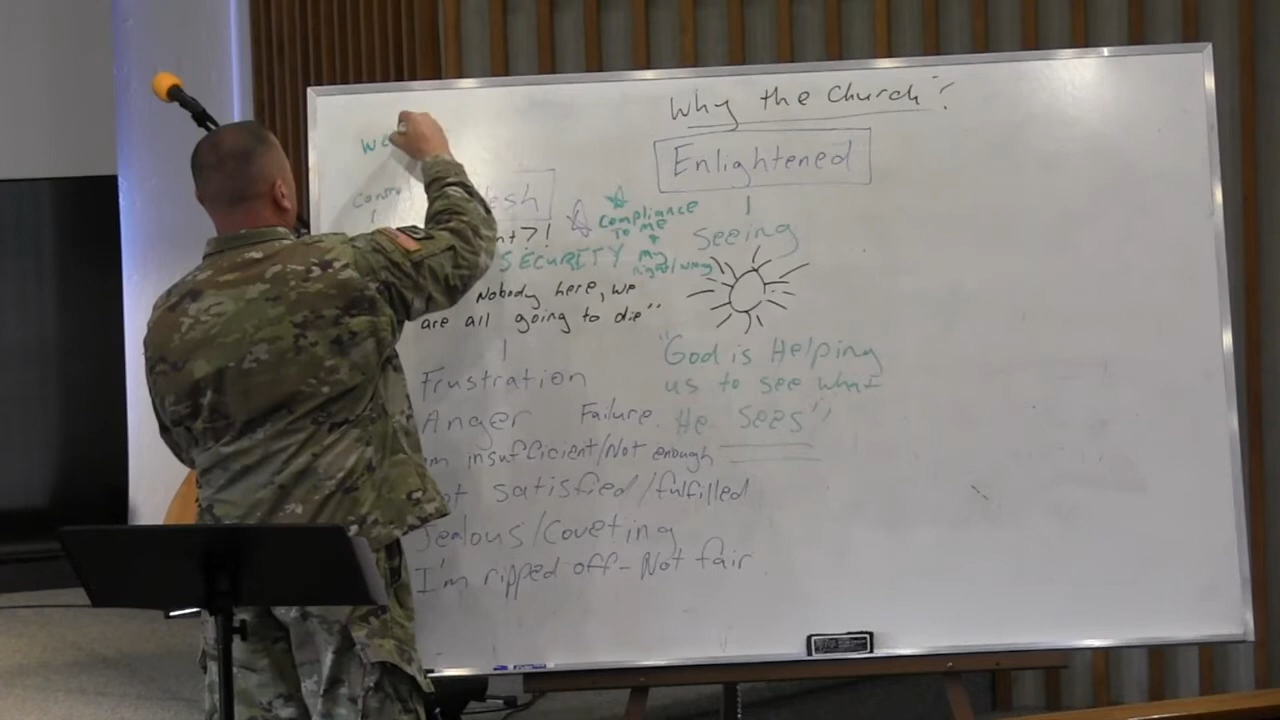 Why the Church?
Enlightened
Seeing
compliance
to me
+
my
right/wrong
SECURITY
Nobody here, we
are all going to die"
"God is Helping
us to see what
He sees"
Frustration
Anger Failure
insufficient/Not enough
satisfied/fulfilled
Jealous/Coveting
I'm ripped off - Not fair